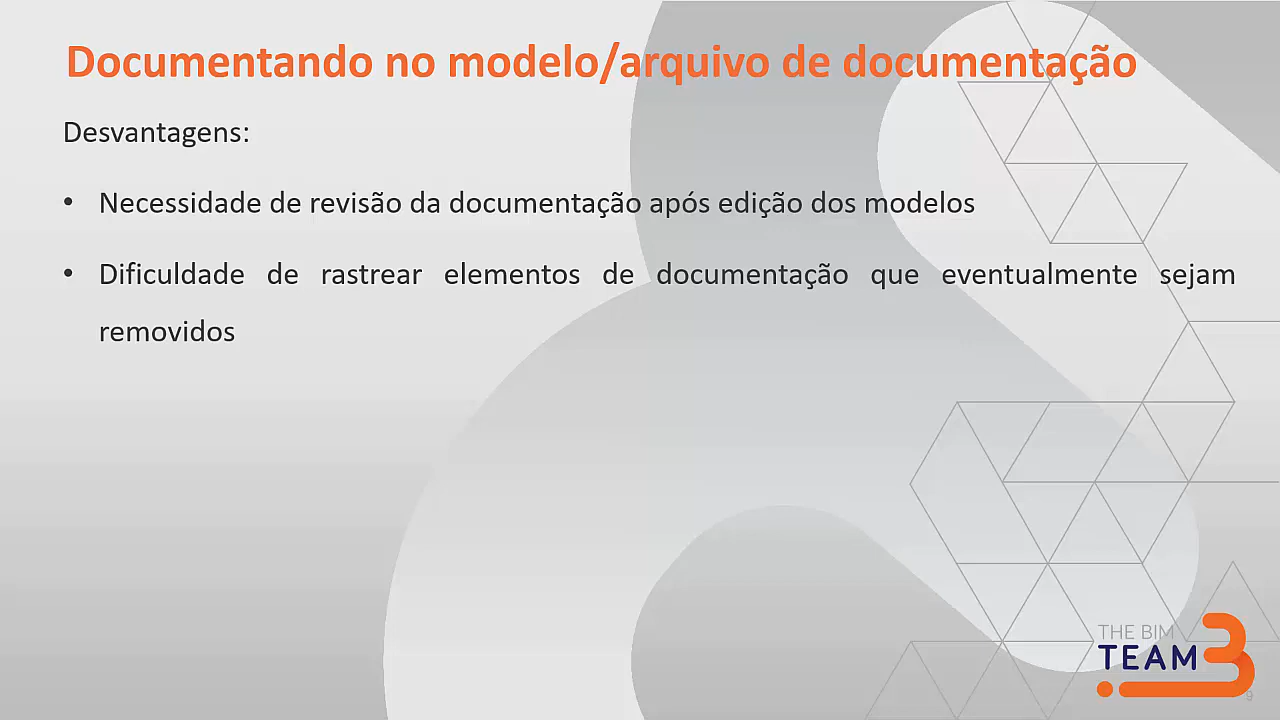 Documentando no modelo/arquivo de documentação
Desvantagens:
• Necessidade de revisão da documentação após edição dos modelos
• Dificuldade de rastrear elementos de documentação que eventualmente sejam
removidos
THE BIM
TEAM
9